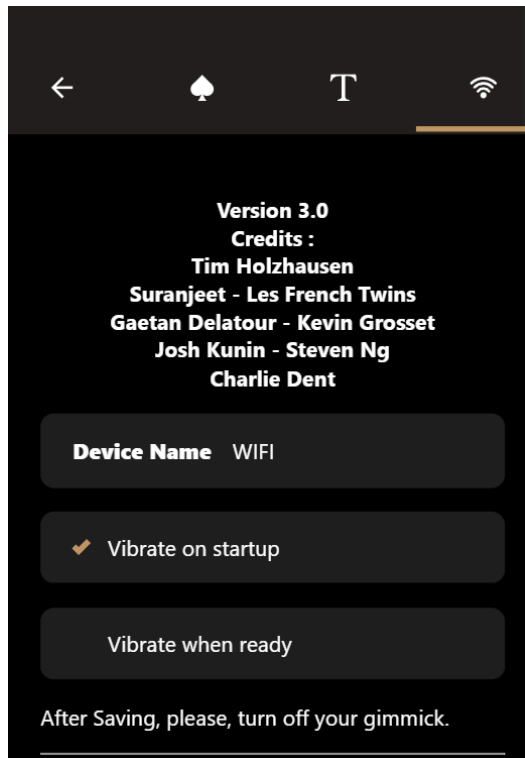 T
Version 3.0
Credits :
Tim Holzhausen
Suranjeet - Les French Twins
Gaetan Delatour - Kevin Grosset
Josh Kunin - Steven Ng
Charlie Dent
Device Name WIFI
Vibrate on startup
Vibrate when ready
After Saving, please, turn off your gimmick.